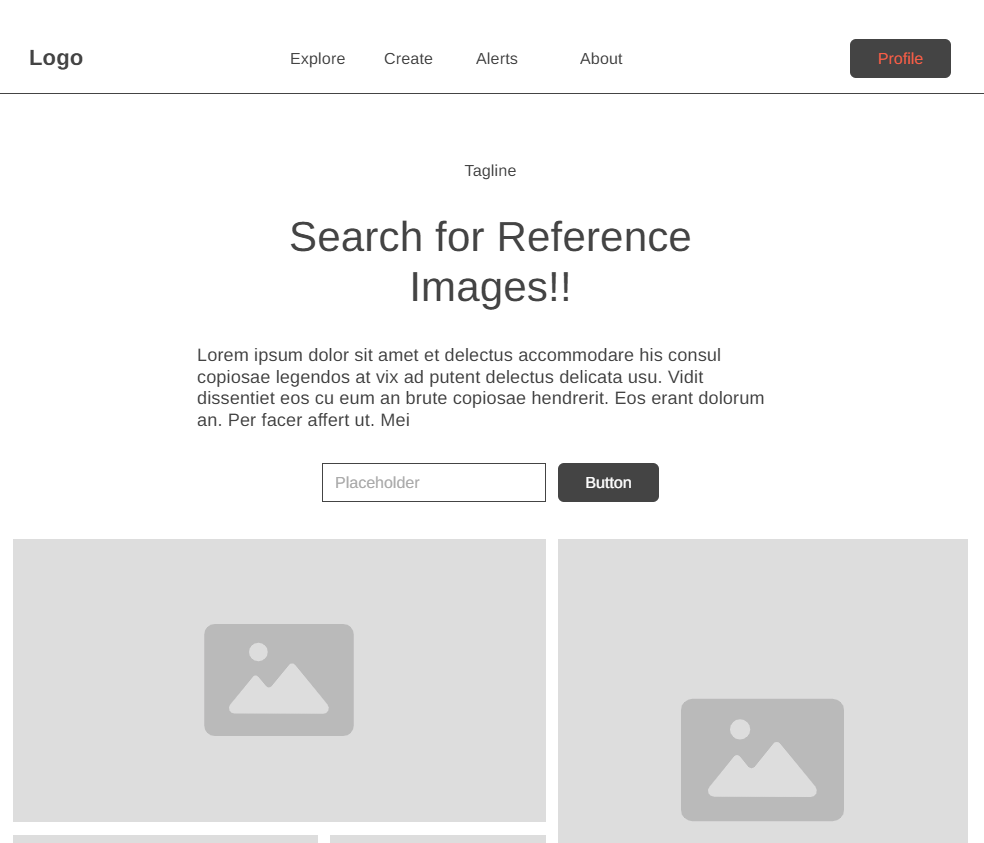 Logo
Explore Create Alerts About
Profile
Tagline
Search for Reference
Images!!
Lorem ipsum dolor sit amet et delectus accommodare his consul
copiosae legendos at vix ad putent delectus delicata usu. Vidit
dissentiet eos cu eum an brute copiosae hendrerit. Eos erant dolorum
an. Per facer affert ut. Mei
Placeholder
Button